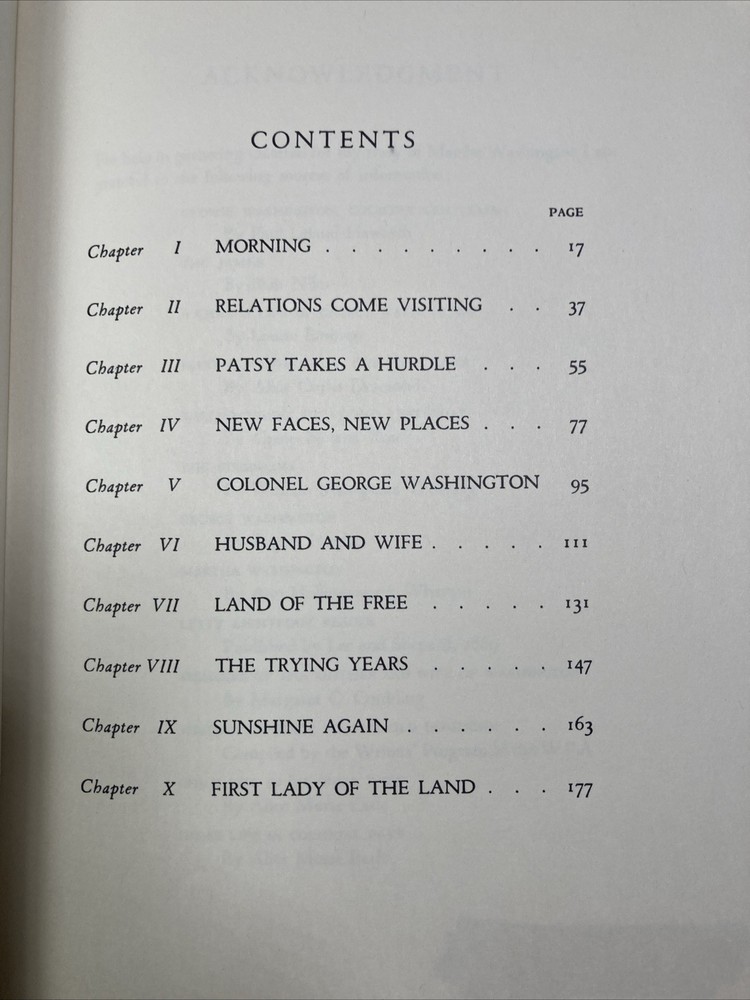 CONTENTS
PAGE
Chapter I MORNING . . . . . . . . . . 17
Chapter II RELATIONS COME VISITING . . 37
Chapter III PATSY TAKES A HURDLE . . . 55
Chapter IV NEW FACES, NEW PLACES . . . 77
Chapter V COLONEL GEORGE WASHINGTON 95
Chapter VI HUSBAND AND WIFE . . . . . 111
Chapter VII LAND OF THE FREE . . . . . 131
Chapter VIII THE TRYING YEARS . . . . . 147
Chapter IX SUNSHINE AGAIN . . . . . . 163
Chapter X FIRST LADY OF THE LAND . . . 177